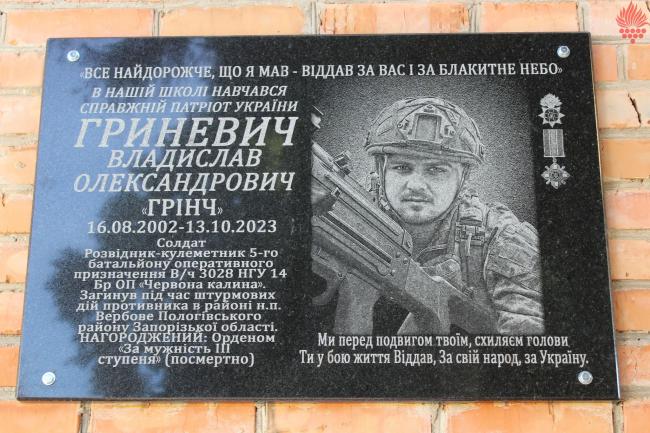 «ВСЕ НАЙДОРОЖЧЕ, ЩО Я МАВ - ВІДДАВ ЗА ВАС І ЗА БЛАКИТНЕ НЕБО»
В НАШІЙ ШКОЛІ НАВЧАВСЯ
СПРАВЖНІЙ ПАТРІОТ УКРАЇНИ
ГРИНЕВИЧ
ВЛАДИСЛАВ
ОЛЕКСАНДРОВИЧ
«ГРІНЧ»
16.08.2002-13.10.2023
Солдат
Розвідник-кулеметник 5-го
батальйону оперативного
призначення В/ч 3028 НГУ 14
Бр ОП «Червона калина».
Загинув під час штурмових
дій противника в районі н.п.
Вербове Пологівського
району Запорізької області.
НАГОРОДЖЕНИЙ: Орденом
«За мужність ІІІ
ступеня» (посмертно)
Ми перед подвигом твоїм, схиляєм голови
Ти у бою життя Віддав, За свій народ, за Україну.